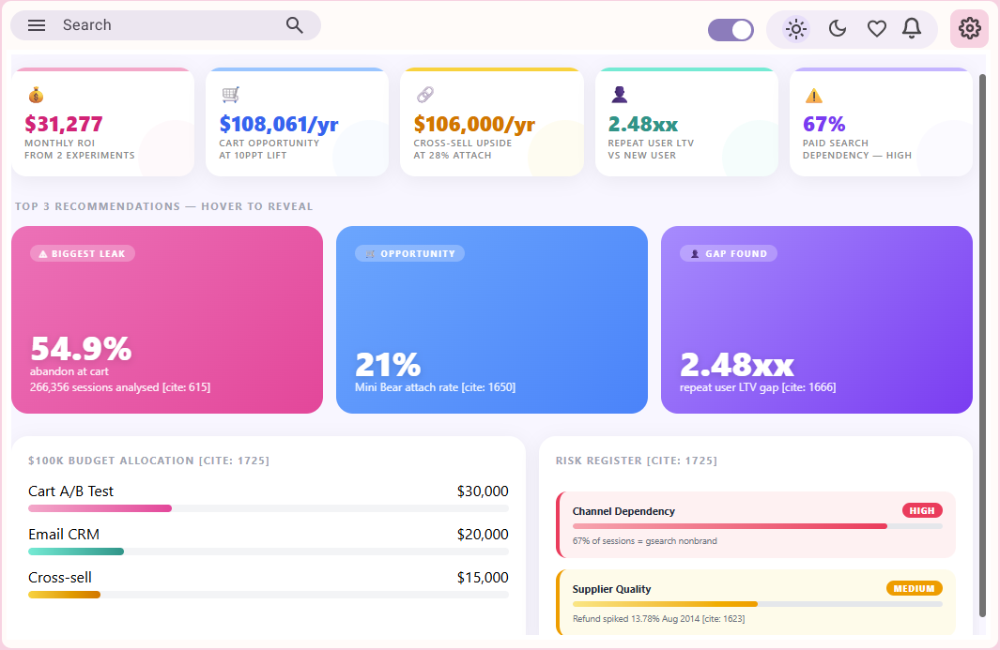 Search
$31,277
MONTHLY ROI
FROM 2 EXPERIMENTS
$108,061/yr
CART OPPORTUNITY
AT 10PPT LIFT
$106,000/yr
CROSS-SELL UPSIDE
AT 28% ATTACH
2.48xx
REPEAT USER LTV
VS NEW USER
67%
PAID SEARCH
DEPENDENCY — HIGH
TOP 3 RECOMMENDATIONS — HOVER TO REVEAL
BIGGEST LEAK
54.9%
abandon at cart
266,356 sessions analysed [cite: 615]
OPPORTUNITY
21%
Mini Bear attach rate [cite: 1650]
GAP FOUND
2.48xx
repeat user LTV gap [cite: 1666]
$100K BUDGET ALLOCATION [CITE: 1725]
Cart A/B Test $30,000
Email CRM $20,000
Cross-sell $15,000
RISK REGISTER [CITE: 1725]
Channel Dependency HIGH
67% of sessions = gsearch nonbrand
Supplier Quality MEDIUM
Refund spiked 13.78% Aug 2014 [cite: 1623]